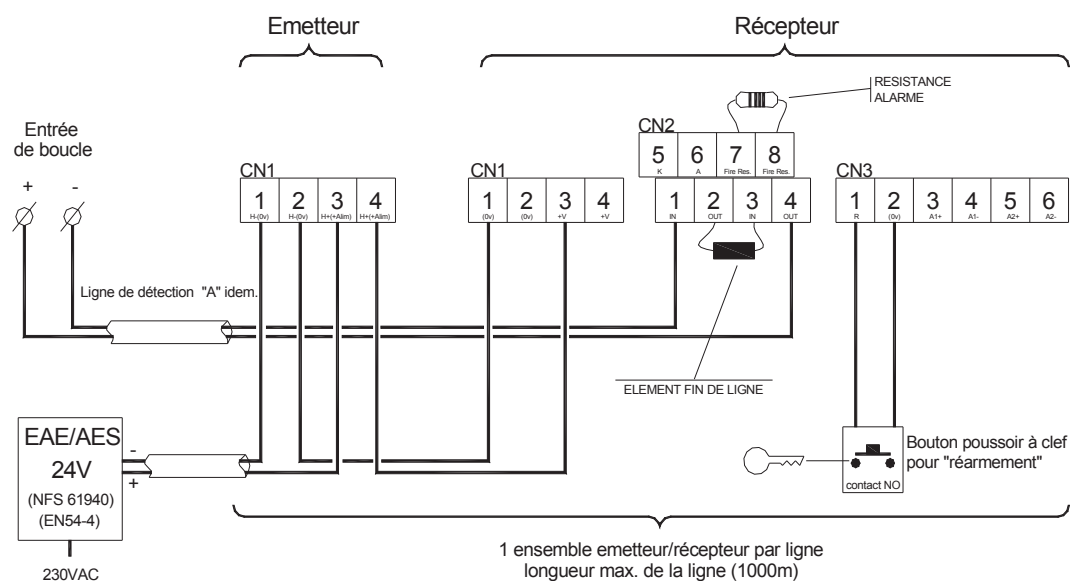 Emetteur
Récepteur
RESISTANCE
ALARME
Entrée
de boucle
+ -
CN1
1 2 3 4
H-(0v) H-(0v) H+(+Alim) H+(+Alim)
CN1
1 2 3 4
(0v) (0v) +V +V
CN2
5 6 7 8
K A Fire Res. Fire Res.
1 2 3 4
IN OUT IN OUT
CN3
1 2 3 4 5 6
R (0v) A1+ A1- A2+ A2-
Ligne de détection "A" idem.
ELEMENT FIN DE LIGNE
EAE/AES
24V
(NFS 61940)
(EN54-4)
-
+
230VAC
Bouton poussoir à clef
pour "réarmement"
contact NO
1 ensemble emetteur/récepteur par ligne
longueur max. de la ligne (1000m)